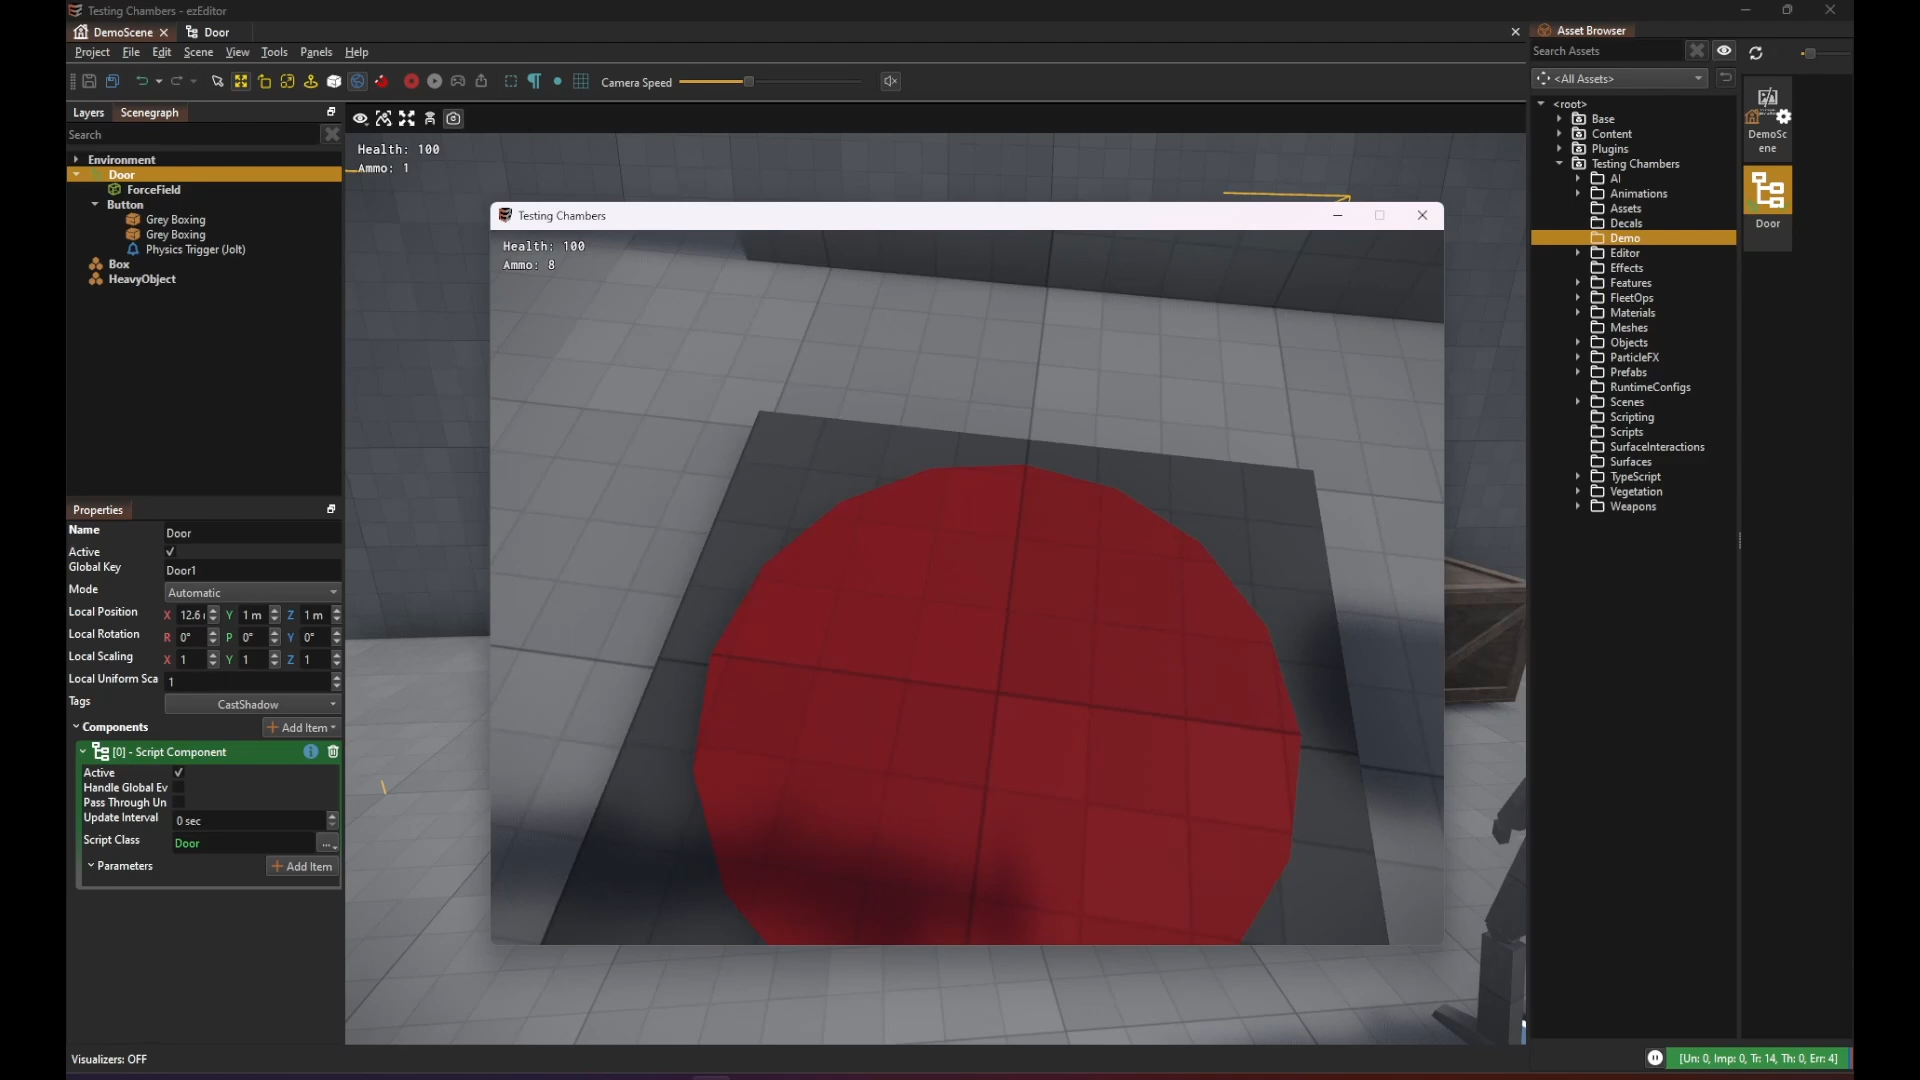 Testing Chambers - ezEditor
DemoScene
Door
Project File Edit Scene View Tools Panels Help
Camera Speed
Layers Scenegraph
Search
Environment
Door
ForceField
Button
Grey Boxing
Grey Boxing
Physics Trigger (Jolt)
Box
HeavyObject
Properties
Name Door
Active
Global Key Door1
Mode Automatic
Local Position X 12.6 Y 1 m Z 1 m
Local Rotation R 0° P 0° Y 0°
Local Scaling X 1 Y 1 Z 1
Local Uniform Sca 1
Tags CastShadow
Components Add Item
[0] - Script Component
Active
Handle Global Ev
Pass Through Un
Update Interval 0 sec
Script Class Door ...
Parameters Add Item
Visualizers: OFF
Health: 100
Ammo: 1
Testing Chambers
Health: 100
Ammo: 8
Asset Browser
Search Assets
<All Assets>
<root>
Base
Content
Plugins
Testing Chambers
AI
Animations
Assets
Decals
Demo
Editor
Effects
Features
FleetOps
Materials
Meshes
Objects
ParticleFX
Prefabs
RuntimeConfigs
Scenes
Scripting
Scripts
SurfaceInteractions
Surfaces
TypeScript
Vegetation
Weapons
DemoSc
ene
Door
[Un: 0, Imp: 0, Tr: 14, Th: 0, Err: 4]